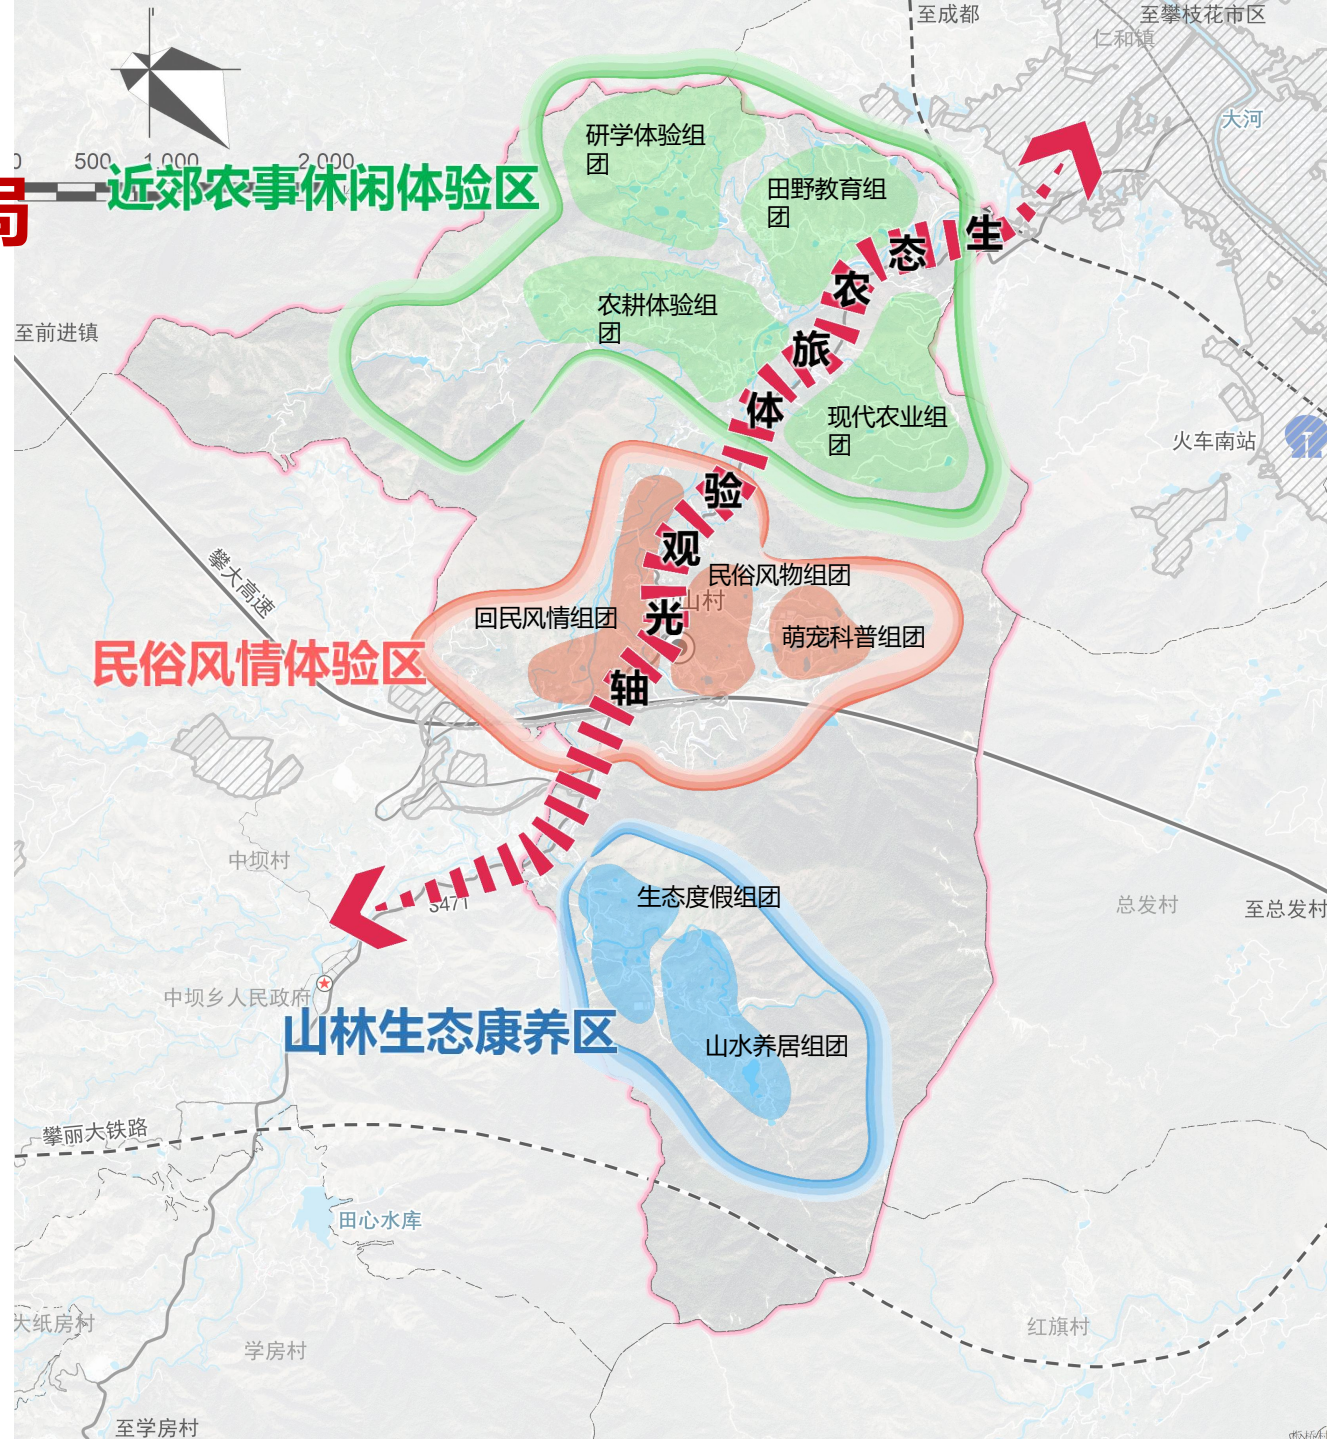 至成都
至攀枝花市区
仁和镇
大河
0 500 1,000 2,000
局
近郊农事休闲体验区
研学体验组
团
田野教育组
团
农耕体验组
团
现代农业组
团
至前进镇
火车南站
生态农旅体验观光轴
攀大高速
民俗风情体验区
民俗风物组团
山村
回民风情组团
萌宠科普组团
中坝村
S471
生态度假组团
总发村
至总发村
中坝乡人民政府
山林生态康养区
山水养居组团
攀丽大铁路
田心水库
大纸房村
学房村
红旗村
至学房村